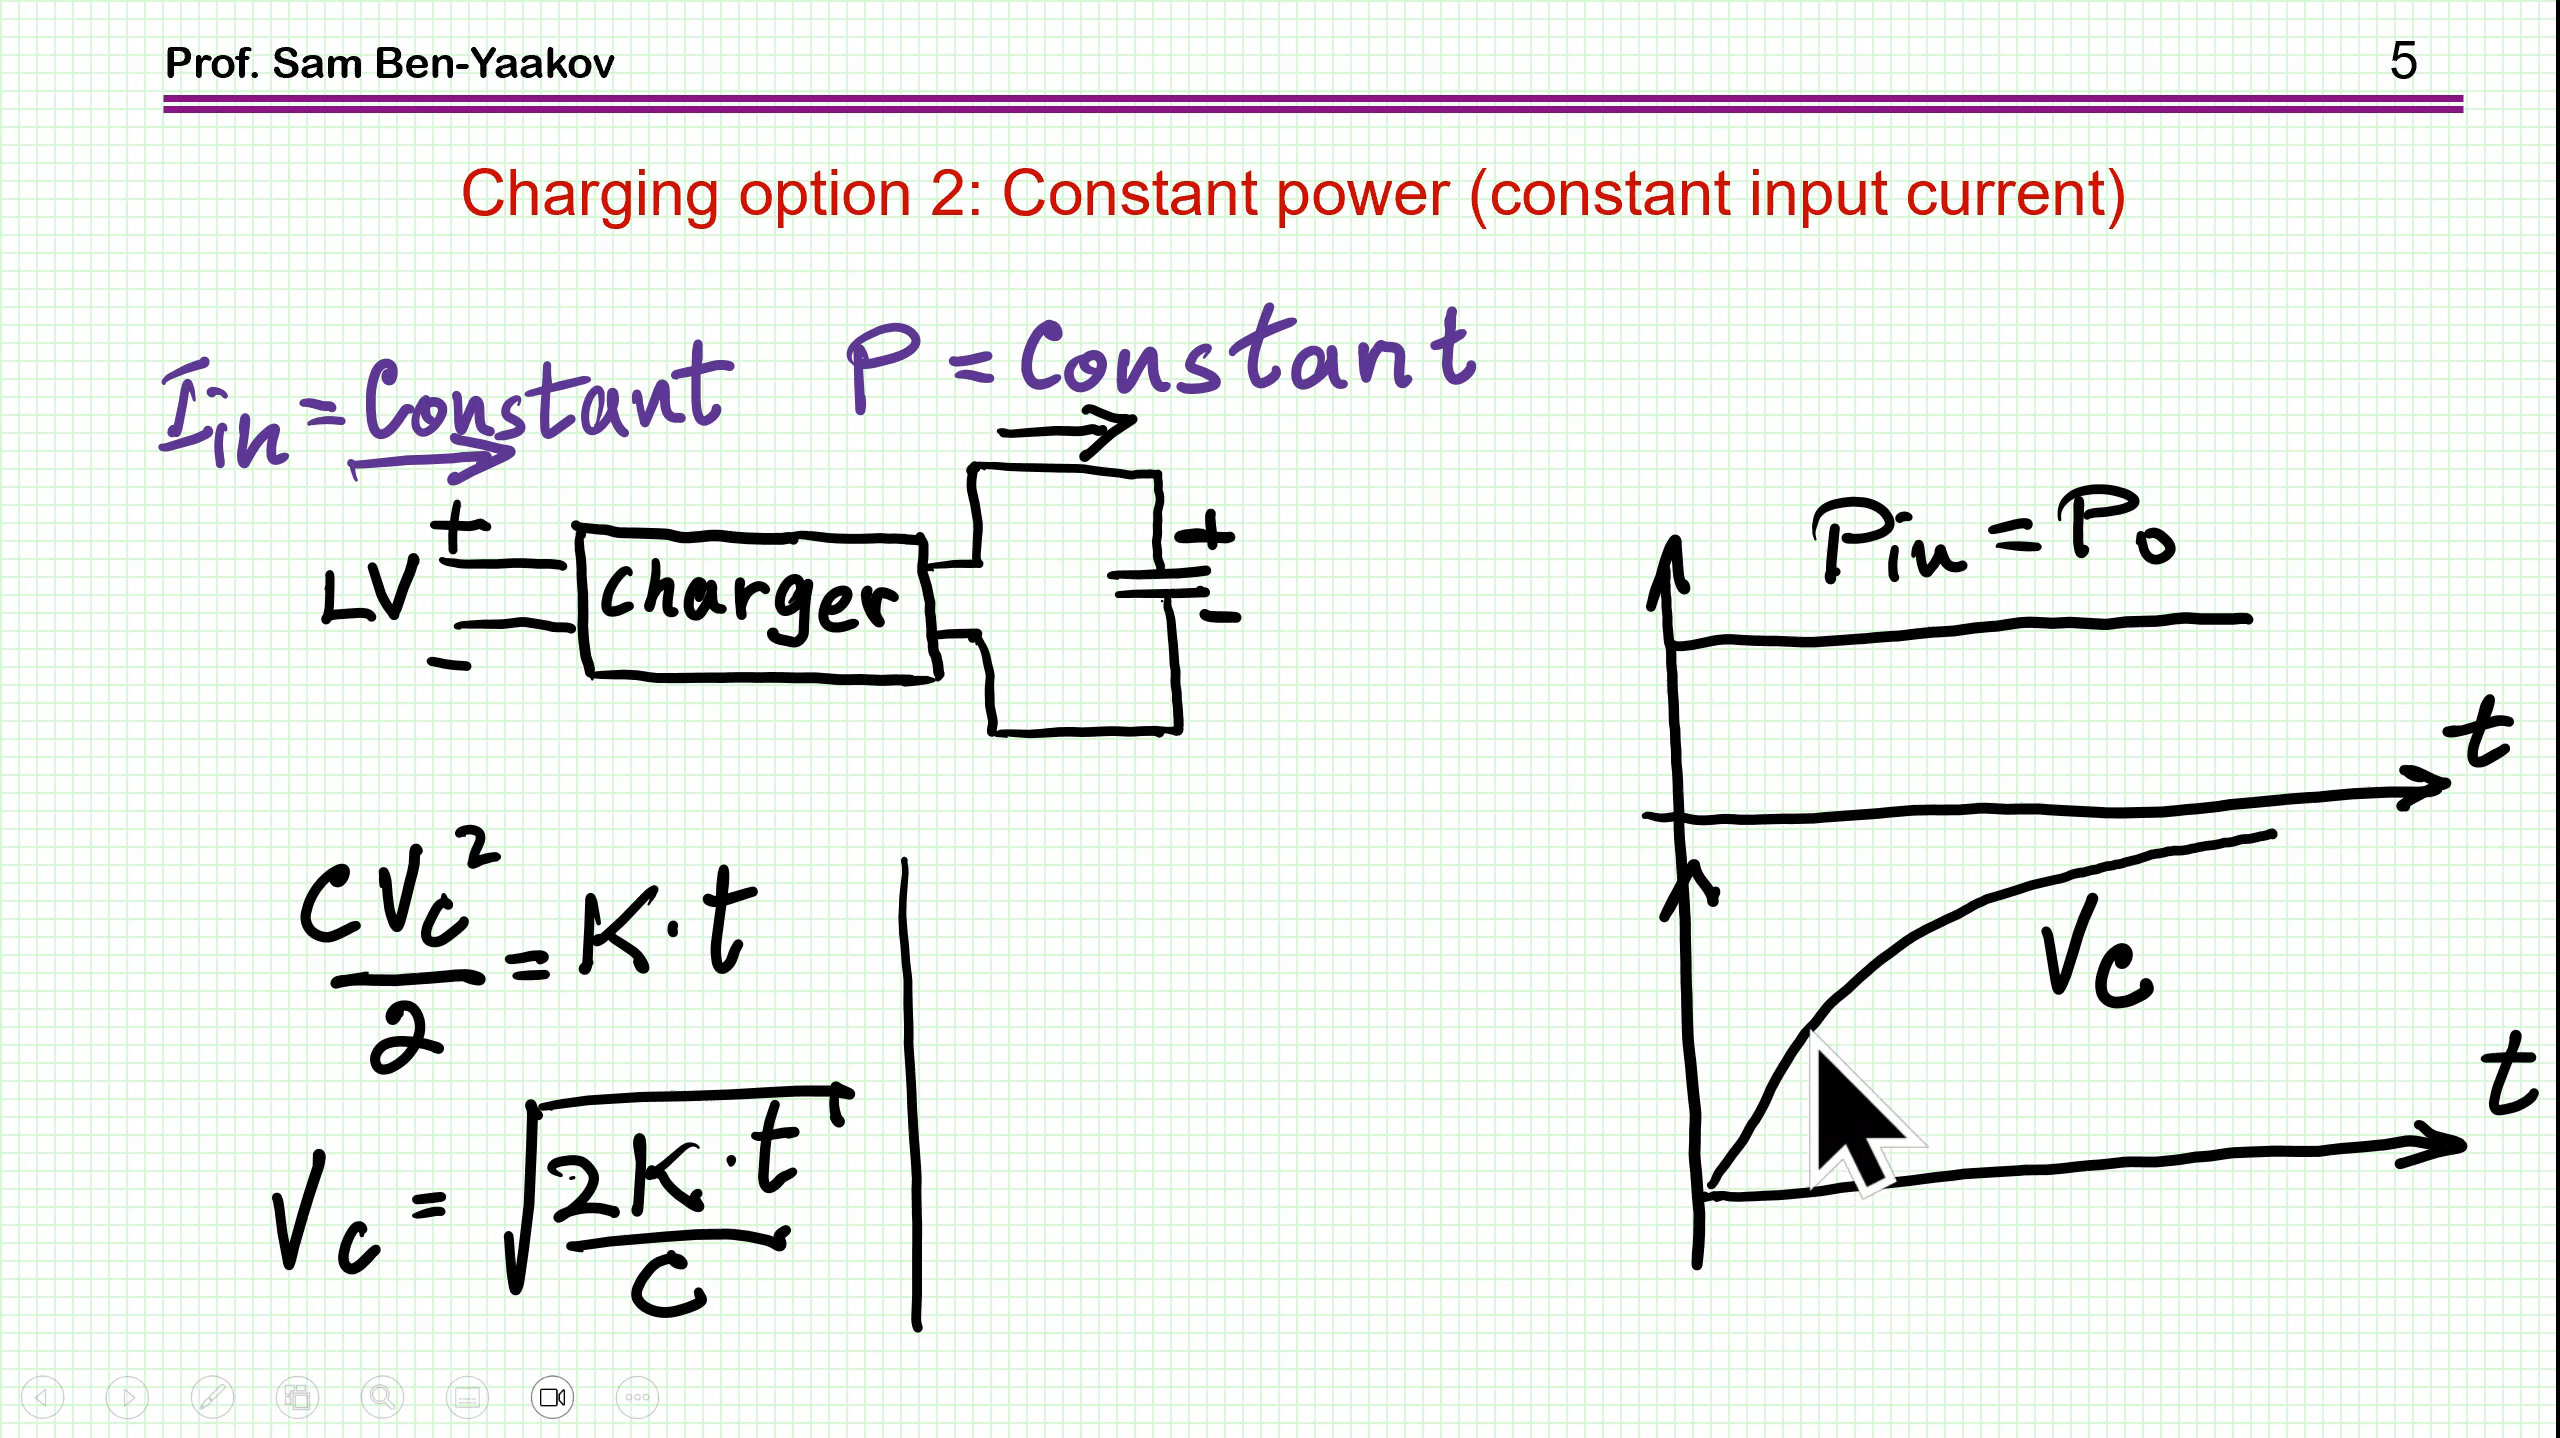 Prof. Sam Ben-Yaakov
5
Charging option 2: Constant power (constant input current)
Iin = Constant
P = Constant
+
LV
-
Charger
+
-
CVc²/2 = K·t
Vc = √(2K·t/C)
Pin = Po
t
Vc
t